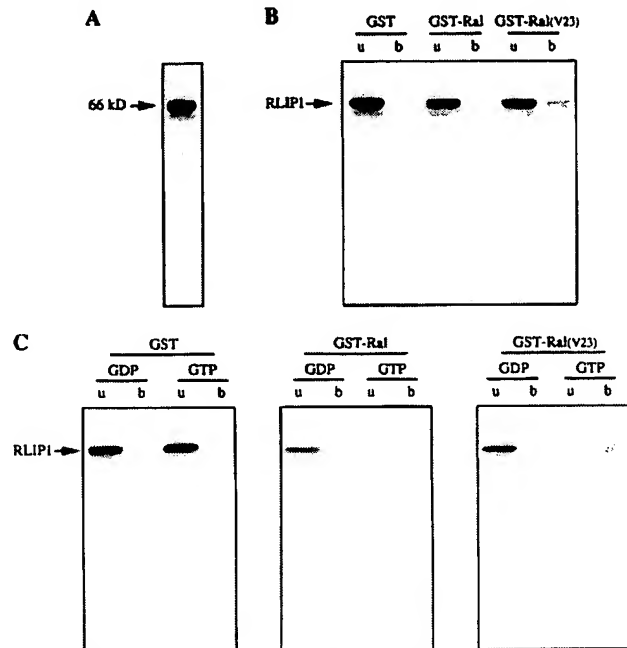 A
66 kD
B
GST GST-Ral GST-Ral(V23)
u b u b u b
RLIP1
C
GST GST-Ral GST-Ral(V23)
GDP GTP GDP GTP GDP GTP
u b u b u b u b u b u b
RLIP1